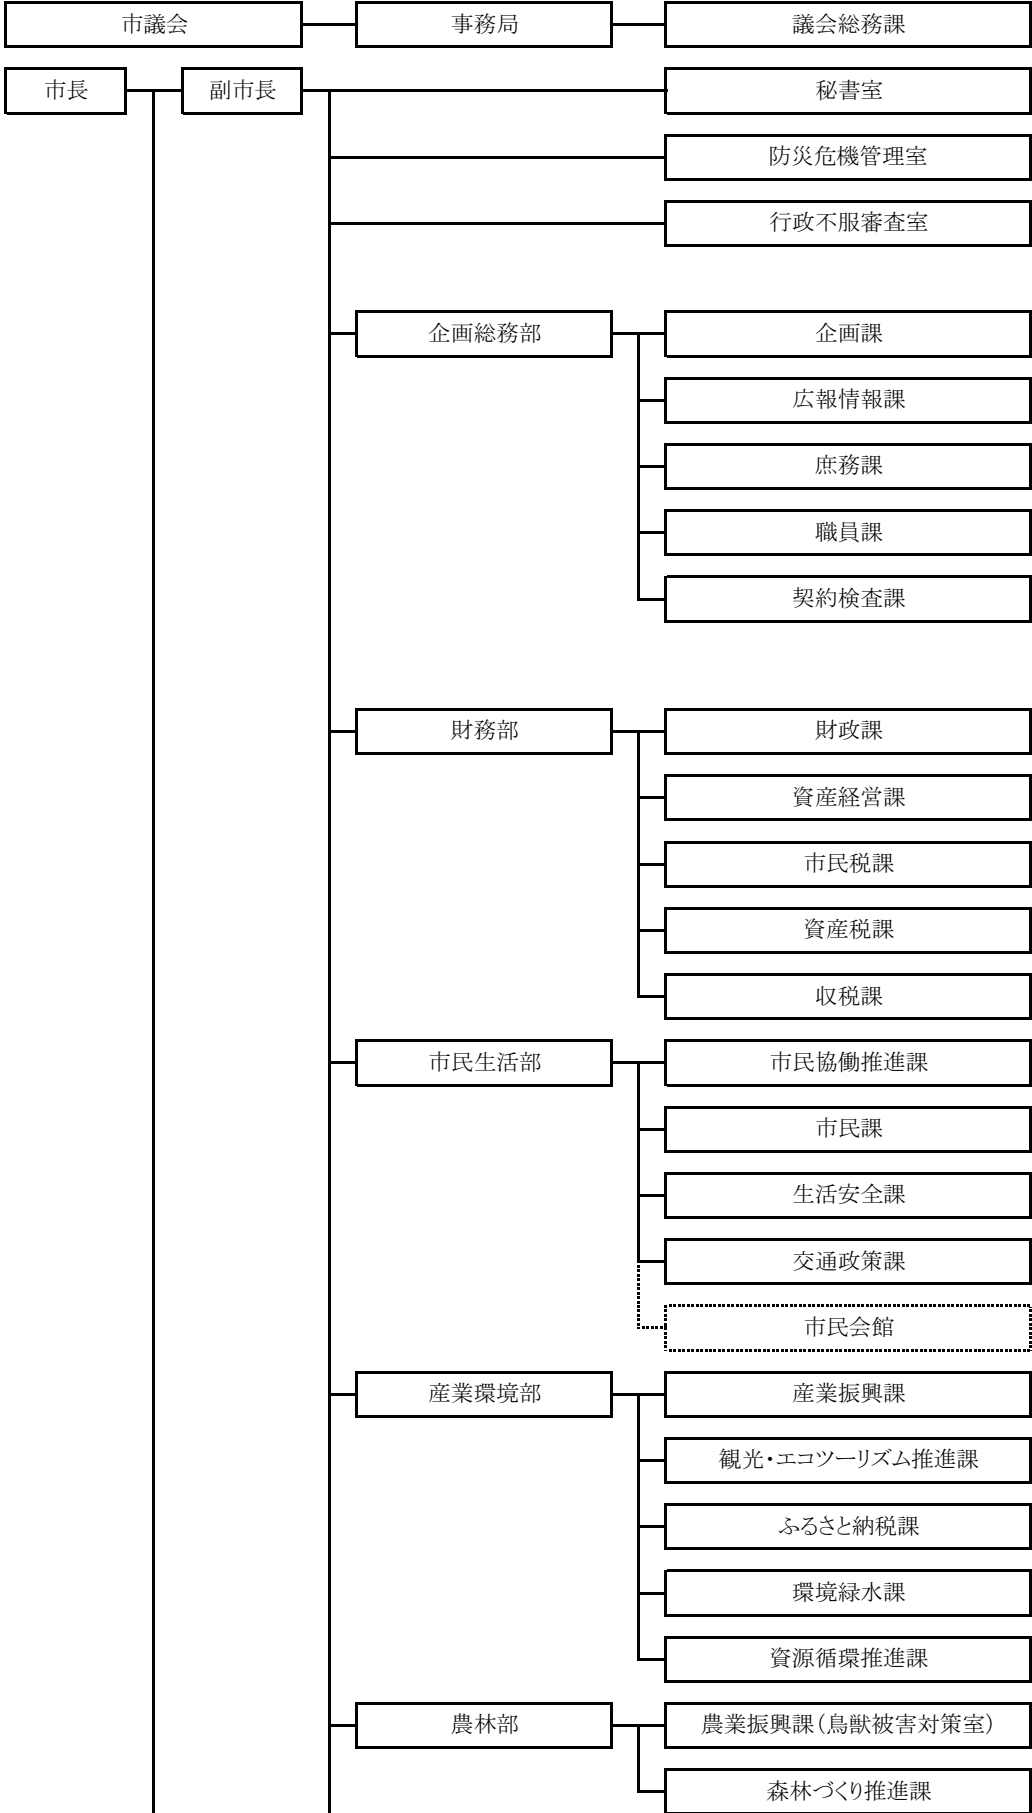 市議会 事務局 議会総務課
市長 副市長 秘書室
防災危機管理室
行政不服審査室
企画総務部 企画課
広報情報課
庶務課
職員課
契約検査課
財務部 財政課
資産経営課
市民税課
資産税課
収税課
市民生活部 市民協働推進課
市民課
生活安全課
交通政策課
市民会館
産業環境部 産業振興課
観光・エコツーリズム推進課
ふるさと納税課
環境緑水課
資源循環推進課
農林部 農業振興課(鳥獣被害対策室)
森林づくり推進課